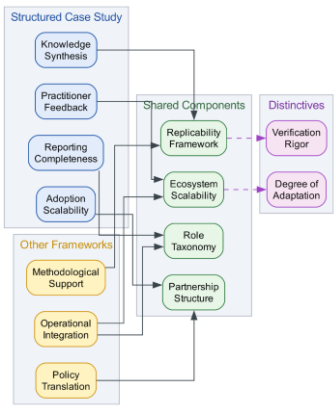 Structured Case Study
Knowledge
Synthesis
Practitioner
Feedback
Reporting
Completeness
Adoption
Scalability
Other Frameworks
Methodological
Support
Operational
Integration
Policy
Translation
Shared Components
Replicability
Framework
Ecosystem
Scalability
Role
Taxonomy
Partnership
Structure
Distinctives
Verification
Rigor
Degree of
Adaptation